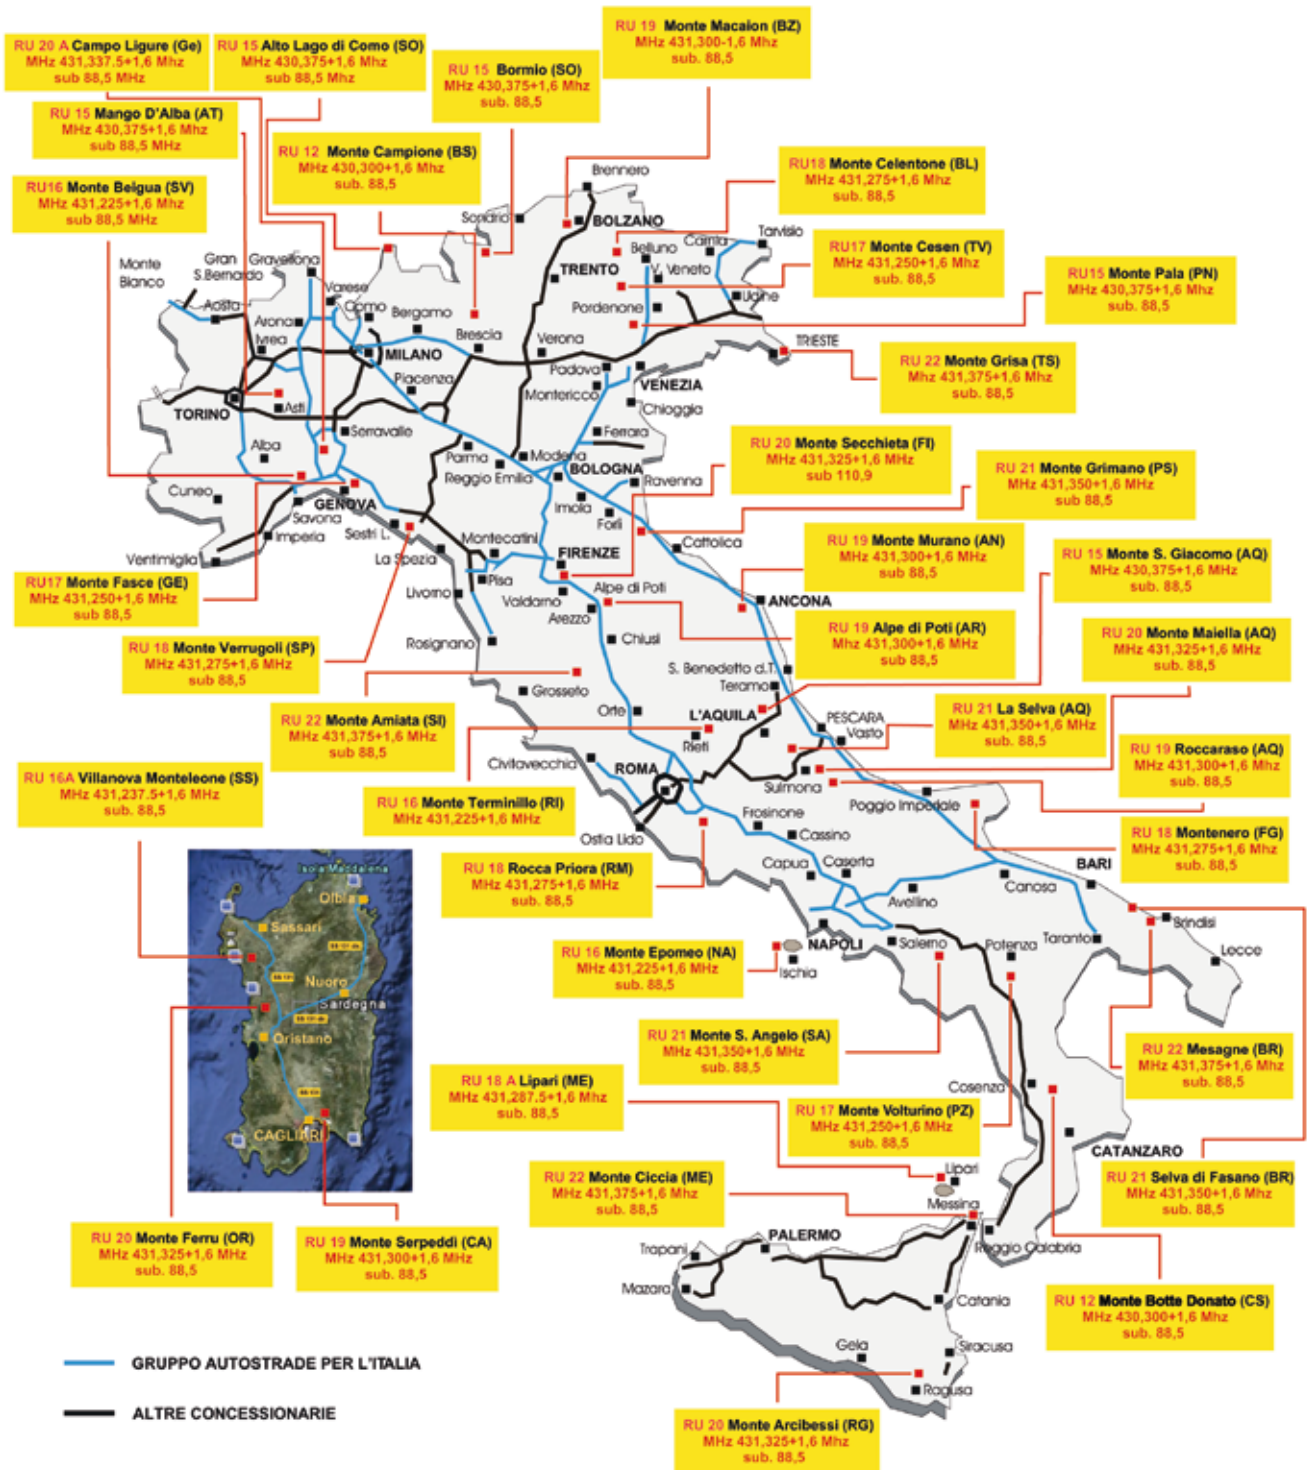 RU 20 A Campo Ligure (Ge)
MHz 431,337.5+1,6 Mhz
sub 88,5 MHz
RU 15 Alto Lago di Como (SO)
MHz 430,375+1,6 Mhz
sub 88,5 Mhz
RU 19 Monte Macaion (BZ)
MHz 431,300-1,6 Mhz
sub. 88,5
RU 15 Bormio (SO)
MHz 430,375+1,6 Mhz
sub. 88,5
RU 15 Mango D'Alba (AT)
MHz 430,375+1,6 Mhz
sub 88,5 MHz
RU 12 Monte Campione (BS)
MHz 430,300+1,6 Mhz
sub. 88,5
RU18 Monte Celentone (BL)
MHz 431,275+1,6 Mhz
sub. 88,5
RU16 Monte Beigua (SV)
MHz 431,225+1,6 Mhz
sub 88,5 MHz
RU17 Monte Cesen (TV)
MHz 431,250+1,6 Mhz
sub. 88,5
RU15 Monte Pala (PN)
MHz 430,375+1,6 Mhz
sub. 88,5
RU 22 Monte Grisa (TS)
Mhz 431,375+1,6 Mhz
sub. 88,5
Brennero
Sondrio
BOLZANO
Tarvisio
Carnia
Belluno
V. Veneto
TRENTO
Pordenone
Udine
TRIESTE
Monte
Bianco
Gran
S.Bernardo
Gravellona
Aosta
Varese
Como
Arona
Bergamo
Ivrea
MILANO
Brescia
Verona
Padova
VENEZIA
Montericco
Chioggia
Piacenza
TORINO
Asti
Serravalle
Ferrara
Alba
Parma
Modena
Reggio Emilia
BOLOGNA
Ravenna
Cuneo
GENOVA
Imola
Forlì
Savona
Sestri L.
Imperia
Ventimiglia
La Spezia
Montecatini
FIRENZE
Cattolica
Pisa
Livorno
Valdarno
Alpe di Poti
Arezzo
ANCONA
Rosignano
Chiusi
Grosseto
S. Benedetto d.T.
Teramo
Orte
L'AQUILA
PESCARA
Vasto
Rieti
Civitavecchia
ROMA
Sulmona
Poggio Imperiale
Ostia Lido
Frosinone
Cassino
Capua
Caserta
BARI
Canosa
Avellino
Brindisi
NAPOLI
Ischia
Salerno
Potenza
Taranto
Lecce
Cosenza
CATANZARO
Lipari
Messina
Reggio Calabria
PALERMO
Trapani
Mazara
Catania
Gela
Siracusa
Ragusa
RU 20 Monte Secchieta (FI)
MHz 431,325+1,6 MHz
sub 110,9
RU 21 Monte Grimano (PS)
MHz 431,350+1,6 MHz
sub 88,5
RU 19 Monte Murano (AN)
MHz 431,300+1,6 MHz
sub 88,5
RU 15 Monte S. Giacomo (AQ)
MHz 430,375+1,6 MHz
sub. 88,5
RU17 Monte Fasce (GE)
MHz 431,250+1,6 MHz
sub 88,5
RU 19 Alpe di Poti (AR)
Mhz 431,300+1,6 MHz
sub 88,5
RU 20 Monte Maiella (AQ)
MHz 431,325+1,6 MHz
sub. 88,5
RU 18 Monte Verrugoli (SP)
Mhz 431,275+1,6 MHz
sub 88,5
RU 22 Monte Amiata (SI)
MHz 431,375+1,6 MHz
sub 88,5
RU 21 La Selva (AQ)
MHz 431,350+1,6 MHz
sub. 88,5
RU 19 Roccaraso (AQ)
MHz 431,300+1,6 Mhz
sub. 88,5
RU 16A Villanova Monteleone (SS)
MHz 431,237.5+1,6 MHz
sub. 88,5
RU 16 Monte Terminillo (RI)
MHz 431,225+1,6 MHz
RU 18 Montenero (FG)
MHz 431,275+1,6 MHz
sub. 88,5
RU 18 Rocca Priora (RM)
MHz 431,275+1,6 MHz
sub. 88,5
RU 16 Monte Epomeo (NA)
MHz 431,225+1,6 MHz
sub. 88,5
RU 21 Monte S. Angelo (SA)
MHz 431,350+1,6 MHz
sub. 88,5
RU 22 Mesagne (BR)
MHz 431,375+1,6 MHz
sub. 88,5
RU 18 A Lipari (ME)
MHz 431,287.5+1,6 Mhz
sub. 88,5
RU 17 Monte Volturino (PZ)
MHz 431,250+1,6 MHz
sub. 88,5
RU 22 Monte Ciccia (ME)
MHz 431,375+1,6 Mhz
sub. 88,5
RU 21 Selva di Fasano (BR)
MHz 431,350+1,6 MHz
sub. 88,5
Isola Maddalena
Olbia
Sassari
Nuoro
Sardegna
Oristano
CAGLIARI
RU 20 Monte Ferru (OR)
MHz 431,325+1,6 MHz
sub. 88,5
RU 19 Monte Serpeddì (CA)
MHz 431,300+1,6 MHz
sub. 88,5
RU 12 Monte Botte Donato (CS)
MHz 430,300+1,6 Mhz
sub. 88,5
GRUPPO AUTOSTRADE PER L'ITALIA
ALTRE CONCESSIONARIE
RU 20 Monte Arcibessi (RG)
MHz 431,325+1,6 Mhz
sub. 88,5